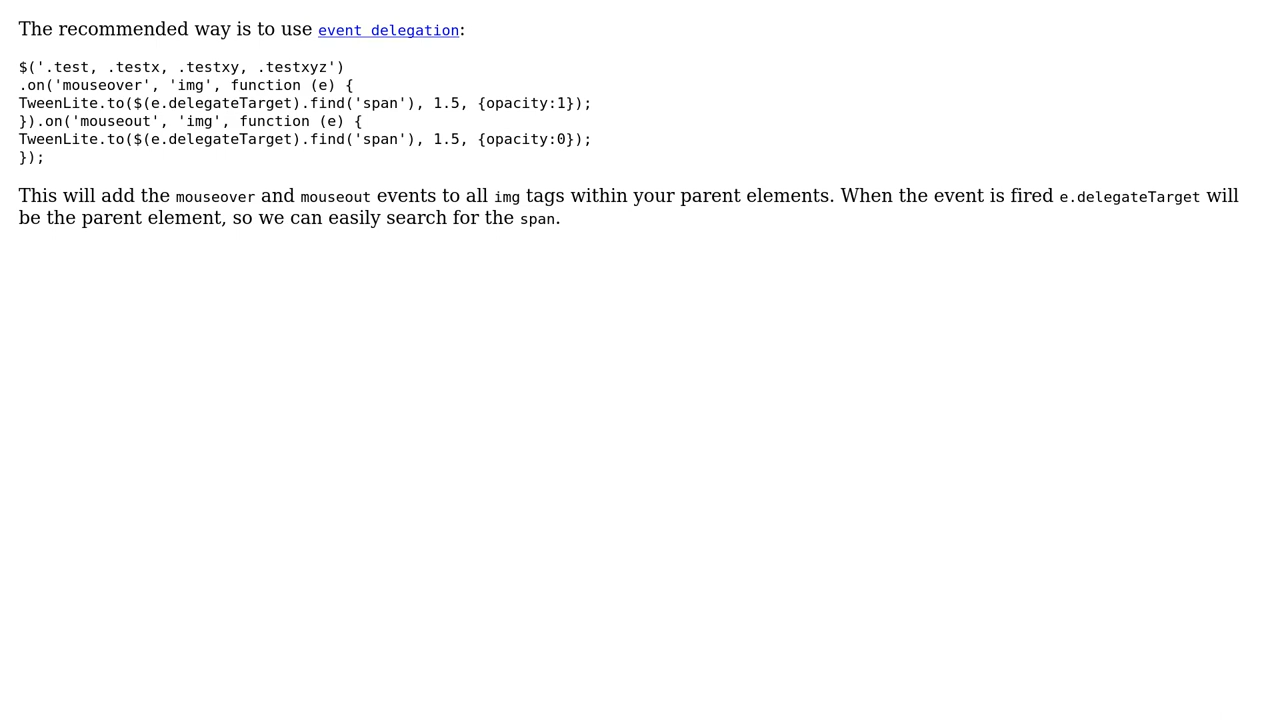 The recommended way is to use event delegation:
$('.test, .testx, .testxy, .testxyz')
.on('mouseover', 'img', function (e) {
TweenLite.to($(e.delegateTarget).find('span'), 1.5, {opacity:1});
}).on('mouseout', 'img', function (e) {
TweenLite.to($(e.delegateTarget).find('span'), 1.5, {opacity:0});
});
This will add the mouseover and mouseout events to all img tags within your parent elements. When the event is fired e.delegateTarget will
be the parent element, so we can easily search for the span.